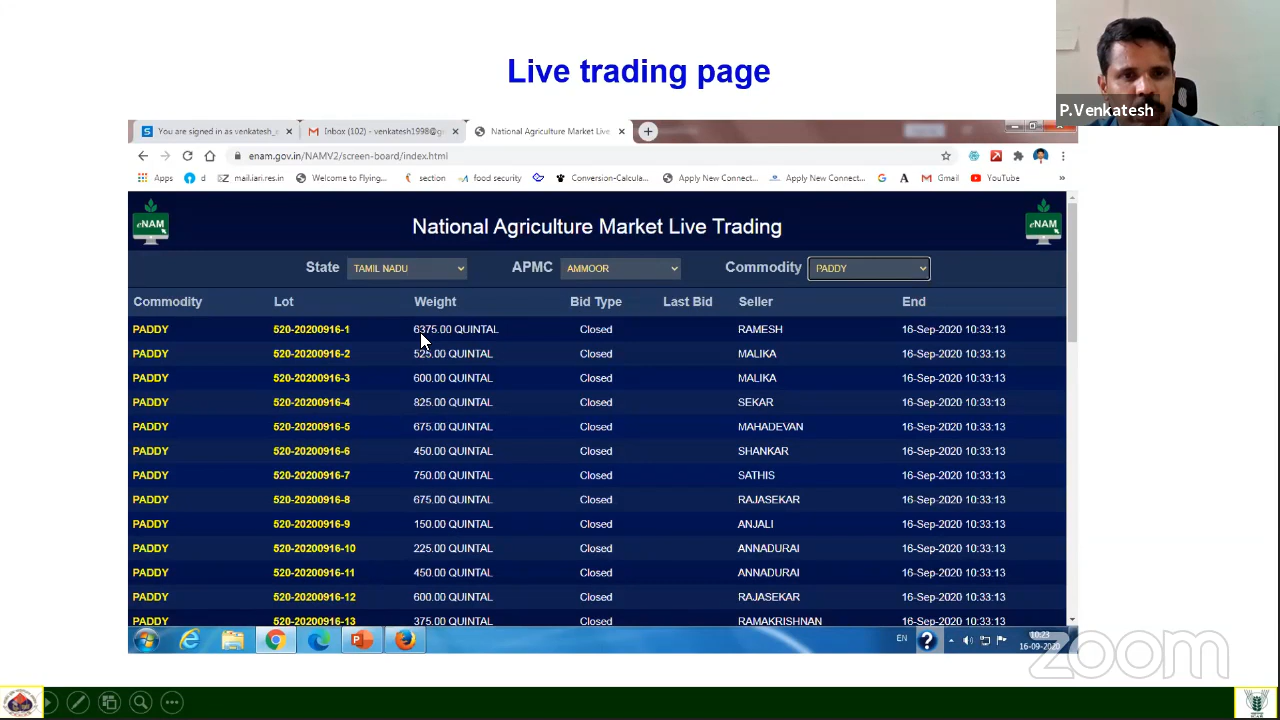 Live trading page
P.Venkatesh
You are signed in as venkatesh_
Inbox (102) - venkatesh1998@g
National Agriculture Market Live
enam.gov.in/NAMV2/screen-board/index.html
Apps d mail.iari.res.in Welcome to Flying... section food security Conversion-Calcula... Apply New Connect... Apply New Connect... Gmail YouTube »
eNAM National Agriculture Market Live Trading eNAM
State TAMIL NADU APMC AMMOOR Commodity PADDY
Commodity Lot Weight Bid Type Last Bid Seller End
PADDY 520-20200916-1 6375.00 QUINTAL Closed RAMESH 16-Sep-2020 10:33:13
PADDY 520-20200916-2 525.00 QUINTAL Closed MALIKA 16-Sep-2020 10:33:13
PADDY 520-20200916-3 600.00 QUINTAL Closed MALIKA 16-Sep-2020 10:33:13
PADDY 520-20200916-4 825.00 QUINTAL Closed SEKAR 16-Sep-2020 10:33:13
PADDY 520-20200916-5 675.00 QUINTAL Closed MAHADEVAN 16-Sep-2020 10:33:13
PADDY 520-20200916-6 450.00 QUINTAL Closed SHANKAR 16-Sep-2020 10:33:13
PADDY 520-20200916-7 750.00 QUINTAL Closed SATHIS 16-Sep-2020 10:33:13
PADDY 520-20200916-8 675.00 QUINTAL Closed RAJASEKAR 16-Sep-2020 10:33:13
PADDY 520-20200916-9 150.00 QUINTAL Closed ANJALI 16-Sep-2020 10:33:13
PADDY 520-20200916-10 225.00 QUINTAL Closed ANNADURAI 16-Sep-2020 10:33:13
PADDY 520-20200916-11 450.00 QUINTAL Closed ANNADURAI 16-Sep-2020 10:33:13
PADDY 520-20200916-12 600.00 QUINTAL Closed RAJASEKAR 16-Sep-2020 10:33:13
PADDY 520-20200916-13 375.00 QUINTAL Closed RAMAKRISHNAN 16-Sep-2020 10:33:13
EN 10:23
16-09-2020
zoom